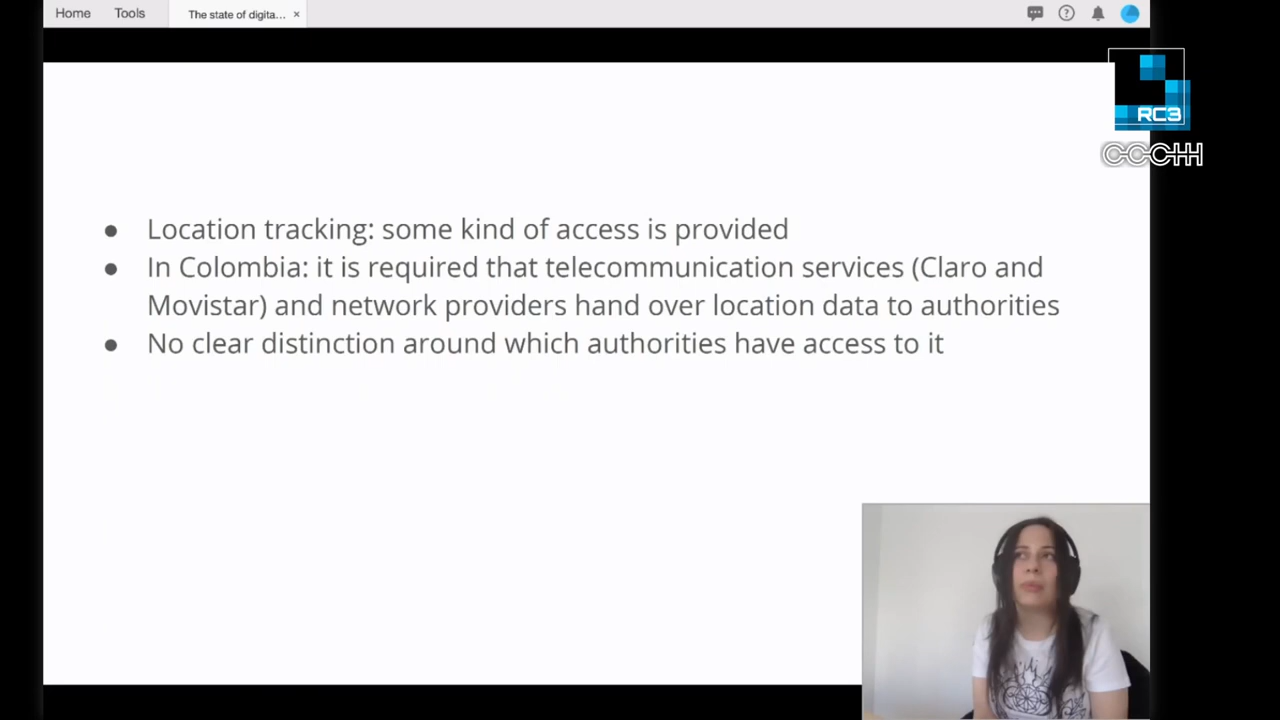 Home Tools The state of digita... ×
RC3
CCCHH
● Location tracking: some kind of access is provided
● In Colombia: it is required that telecommunication services (Claro and
Movistar) and network providers hand over location data to authorities
● No clear distinction around which authorities have access to it